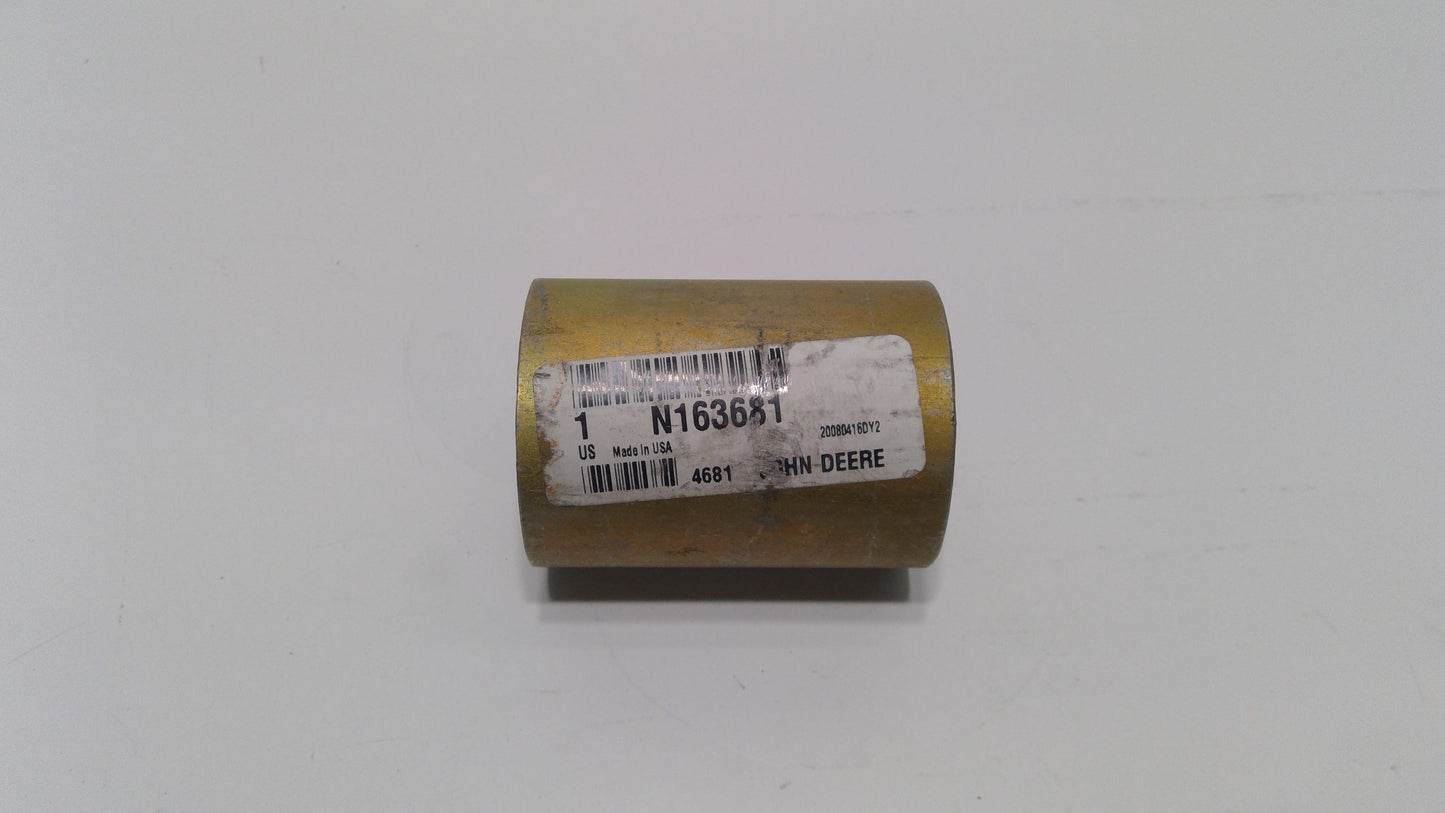 1 N163681
20080416DY2
US Made In USA
4681 HN DEERE